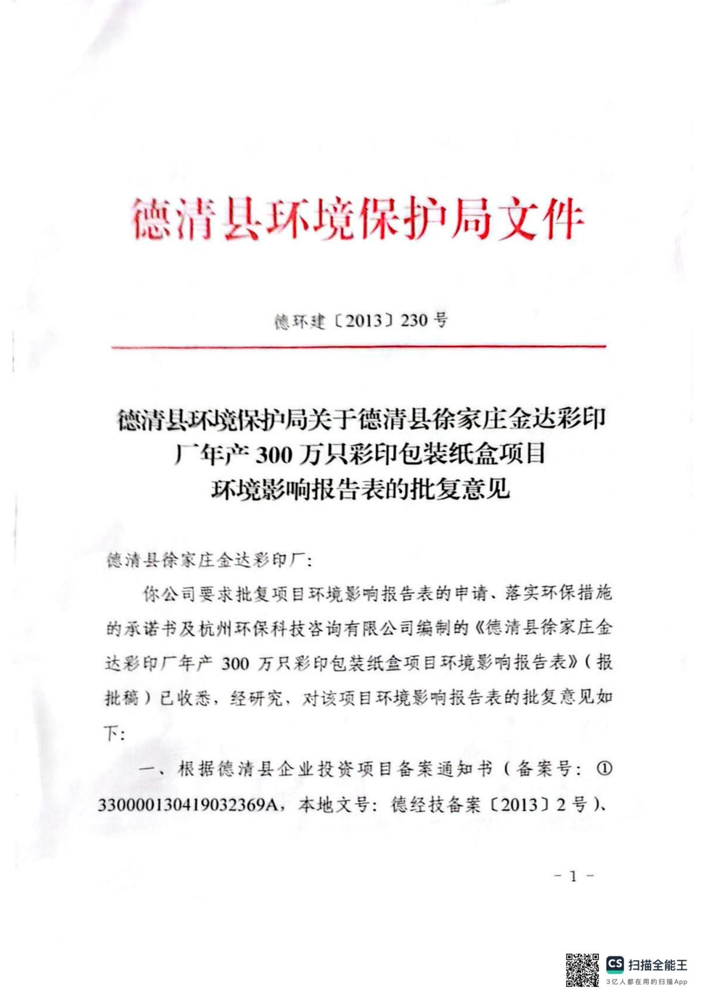 德清县环境保护局文件
德环建〔2013〕230号
德清县环境保护局关于德清县徐家庄金达彩印
厂年产 300 万只彩印包装纸盒项目
环境影响报告表的批复意见
德清县徐家庄金达彩印厂：
你公司要求批复项目环境影响报告表的申请、落实环保措施
的承诺书及杭州环保科技咨询有限公司编制的《德清县徐家庄金
达彩印厂年产 300 万只彩印包装纸盒项目环境影响报告表》（报
批稿）已收悉，经研究，对该项目环境影响报告表的批复意见如
下：
一、根据德清县企业投资项目备案通知书（备案号：①
330000130419032369A，本地文号：德经技备案〔2013〕2号）、
- 1 -
CS 扫描全能王
3亿人都在用的扫描App